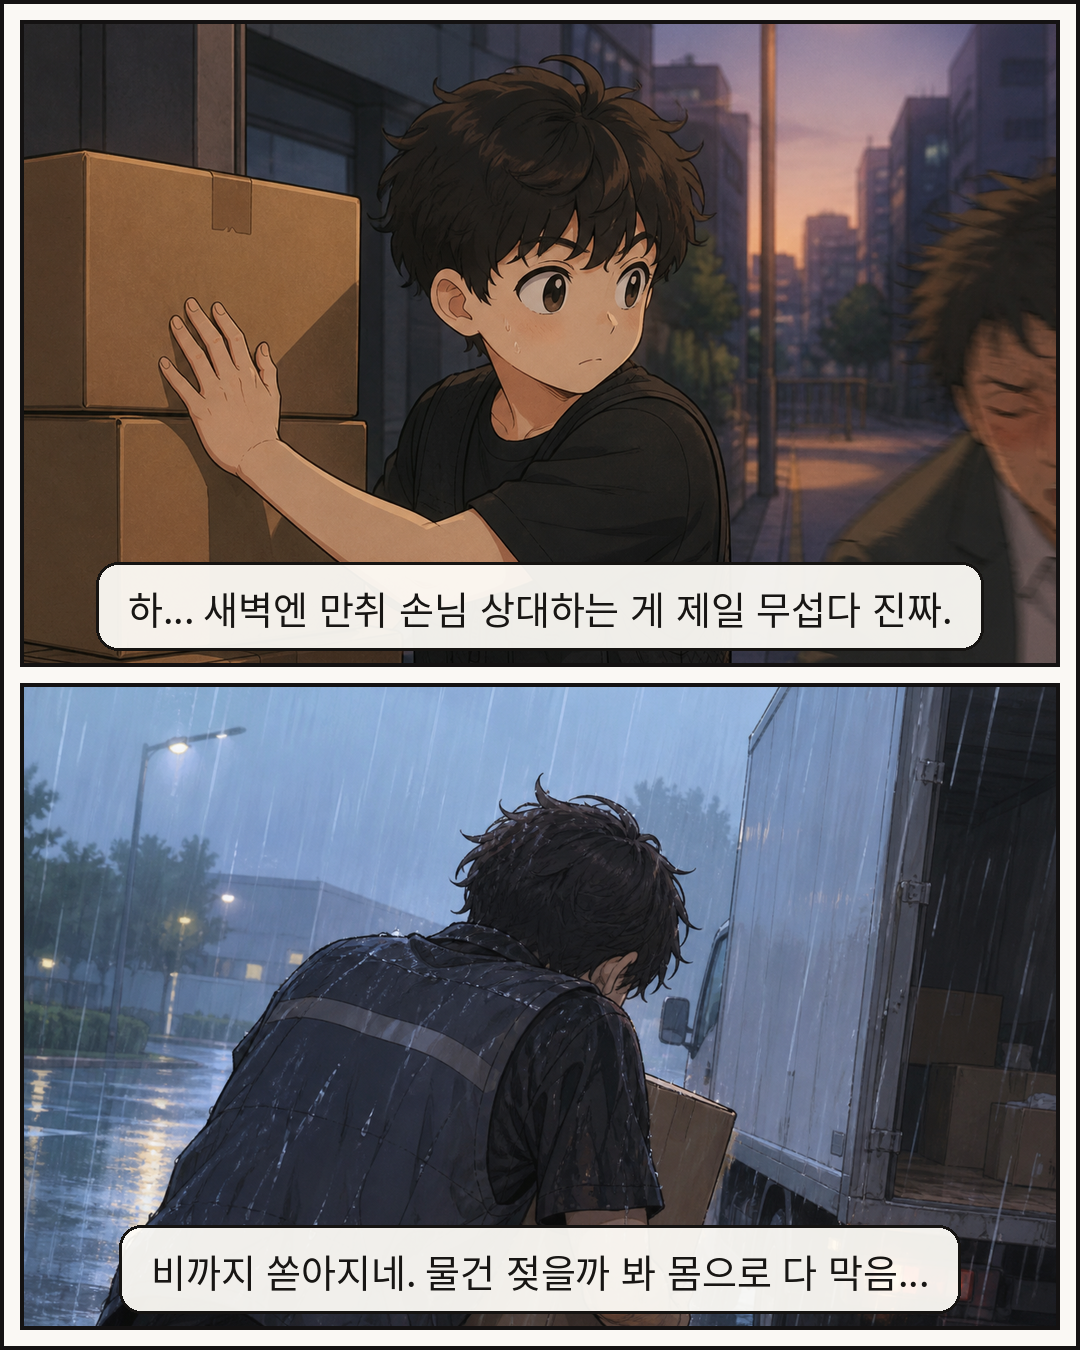 하... 새벽엔 만취 손님 상대하는 게 제일 무섭다 진짜.
비까지 쏟아지네. 물건 젖을까 봐 몸으로 다 막음...